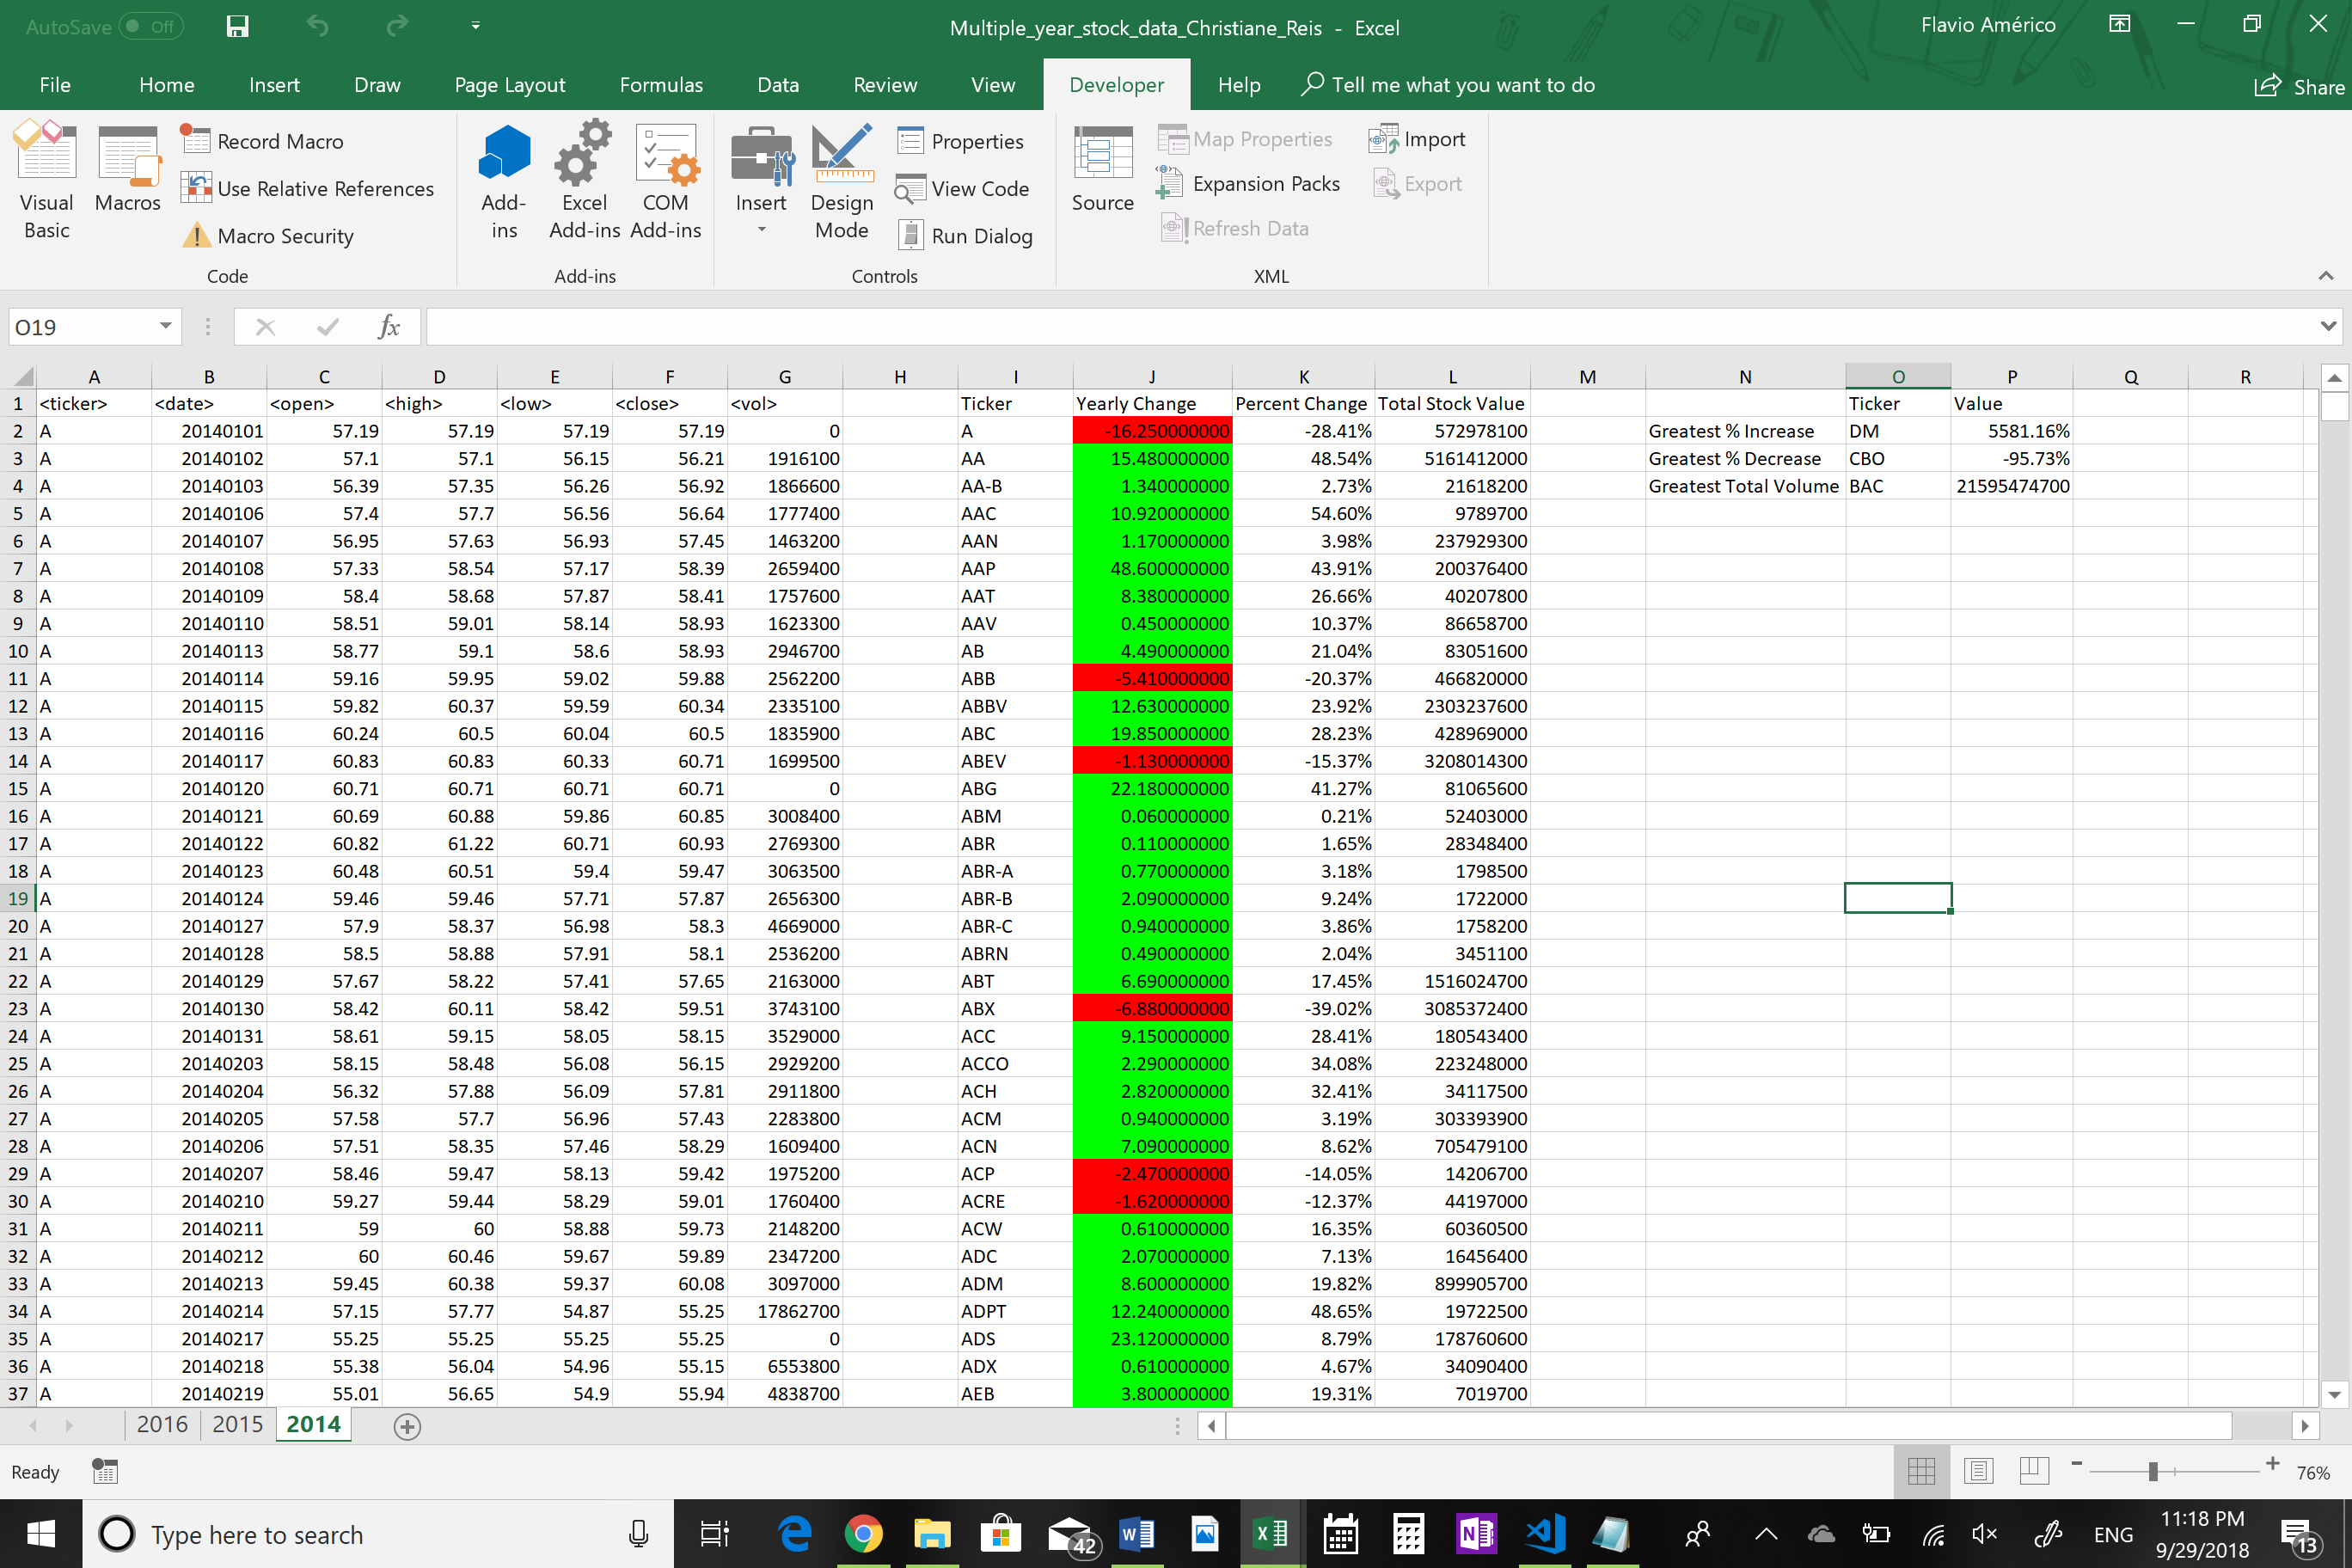 AutoSave Off
Multiple_year_stock_data_Christiane_Reis - Excel
Flavio Américo
File Home Insert Draw Page Layout Formulas Data Review View Developer Help Tell me what you want to do Share
Visual Basic
Macros
Record Macro
Use Relative References
Macro Security
Code
Add-ins
Excel Add-ins
COM Add-ins
Add-ins
Insert
Design Mode
Properties
View Code
Run Dialog
Controls
Source
Map Properties
Expansion Packs
Refresh Data
Import
Export
XML
O19 fx
A B C D E F G H I J K L M N O P Q R
1 <ticker> <date> <open> <high> <low> <close> <vol> Ticker Yearly Change Percent Change Total Stock Value Ticker Value
2 A 20140101 57.19 57.19 57.19 57.19 0 A -16.250000000 -28.41% 572978100 Greatest % Increase DM 5581.16%
3 A 20140102 57.1 57.1 56.15 56.21 1916100 AA 15.480000000 48.54% 5161412000 Greatest % Decrease CBO -95.73%
4 A 20140103 56.39 57.35 56.26 56.92 1866600 AA-B 1.340000000 2.73% 21618200 Greatest Total Volume BAC 21595474700
5 A 20140106 57.4 57.7 56.56 56.64 1777400 AAC 10.920000000 54.60% 9789700
6 A 20140107 56.95 57.63 56.93 57.45 1463200 AAN 1.170000000 3.98% 237929300
7 A 20140108 57.33 58.54 57.17 58.39 2659400 AAP 48.600000000 43.91% 200376400
8 A 20140109 58.4 58.68 57.87 58.41 1757600 AAT 8.380000000 26.66% 40207800
9 A 20140110 58.51 59.01 58.14 58.93 1623300 AAV 0.450000000 10.37% 86658700
10 A 20140113 58.77 59.1 58.6 58.93 2946700 AB 4.490000000 21.04% 83051600
11 A 20140114 59.16 59.95 59.02 59.88 2562200 ABB -5.410000000 -20.37% 466820000
12 A 20140115 59.82 60.37 59.59 60.34 2335100 ABBV 12.630000000 23.92% 2303237600
13 A 20140116 60.24 60.5 60.04 60.5 1835900 ABC 19.850000000 28.23% 428969000
14 A 20140117 60.83 60.83 60.33 60.71 1699500 ABEV -1.130000000 -15.37% 3208014300
15 A 20140120 60.71 60.71 60.71 60.71 0 ABG 22.180000000 41.27% 81065600
16 A 20140121 60.69 60.88 59.86 60.85 3008400 ABM 0.060000000 0.21% 52403000
17 A 20140122 60.82 61.22 60.71 60.93 2769300 ABR 0.110000000 1.65% 28348400
18 A 20140123 60.48 60.51 59.4 59.47 3063500 ABR-A 0.770000000 3.18% 1798500
19 A 20140124 59.46 59.46 57.71 57.87 2656300 ABR-B 2.090000000 9.24% 1722000
20 A 20140127 57.9 58.37 56.98 58.3 4669000 ABR-C 0.940000000 3.86% 1758200
21 A 20140128 58.5 58.88 57.91 58.1 2536200 ABRN 0.490000000 2.04% 3451100
22 A 20140129 57.67 58.22 57.41 57.65 2163000 ABT 6.690000000 17.45% 1516024700
23 A 20140130 58.42 60.11 58.42 59.51 3743100 ABX -6.880000000 -39.02% 3085372400
24 A 20140131 58.61 59.15 58.05 58.15 3529000 ACC 9.150000000 28.41% 180543400
25 A 20140203 58.15 58.48 56.08 56.15 2929200 ACCO 2.290000000 34.08% 223248000
26 A 20140204 56.32 57.88 56.09 57.81 2911800 ACH 2.820000000 32.41% 34117500
27 A 20140205 57.58 57.7 56.96 57.43 2283800 ACM 0.940000000 3.19% 303393900
28 A 20140206 57.51 58.35 57.46 58.29 1609400 ACN 7.090000000 8.62% 705479100
29 A 20140207 58.46 59.47 58.13 59.42 1975200 ACP -2.470000000 -14.05% 14206700
30 A 20140210 59.27 59.44 58.29 59.01 1760400 ACRE -1.620000000 -12.37% 44197000
31 A 20140211 59 60 58.88 59.73 2148200 ACW 0.610000000 16.35% 60360500
32 A 20140212 60 60.46 59.67 59.89 2347200 ADC 2.070000000 7.13% 16456400
33 A 20140213 59.45 60.38 59.37 60.08 3097000 ADM 8.600000000 19.82% 899905700
34 A 20140214 57.15 57.77 54.87 55.25 17862700 ADPT 12.240000000 48.65% 19722500
35 A 20140217 55.25 55.25 55.25 55.25 0 ADS 23.120000000 8.79% 178760600
36 A 20140218 55.38 56.04 54.96 55.15 6553800 ADX 0.610000000 4.67% 34090400
37 A 20140219 55.01 56.65 54.9 55.94 4838700 AEB 3.800000000 19.31% 7019700
2016 2015 2014
Ready 76%
Type here to search 42 ENG 11:18 PM 13
9/29/2018